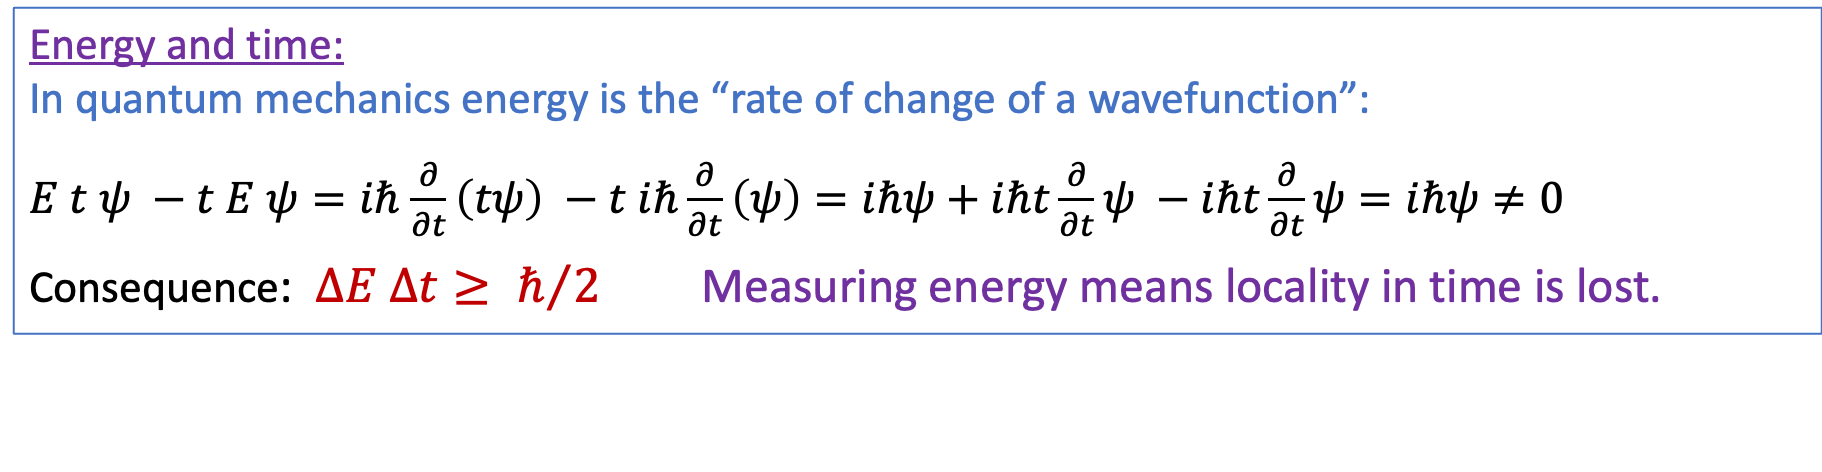 Energy and time:
In quantum mechanics energy is the “rate of change of a wavefunction”:
E t ψ − t E ψ = iħ ∂/∂t (tψ) − t iħ ∂/∂t (ψ) = iħψ + iħt ∂/∂t ψ − iħt ∂/∂t ψ = iħψ ≠ 0
Consequence: ΔE Δt ≥ ħ/2 Measuring energy means locality in time is lost.